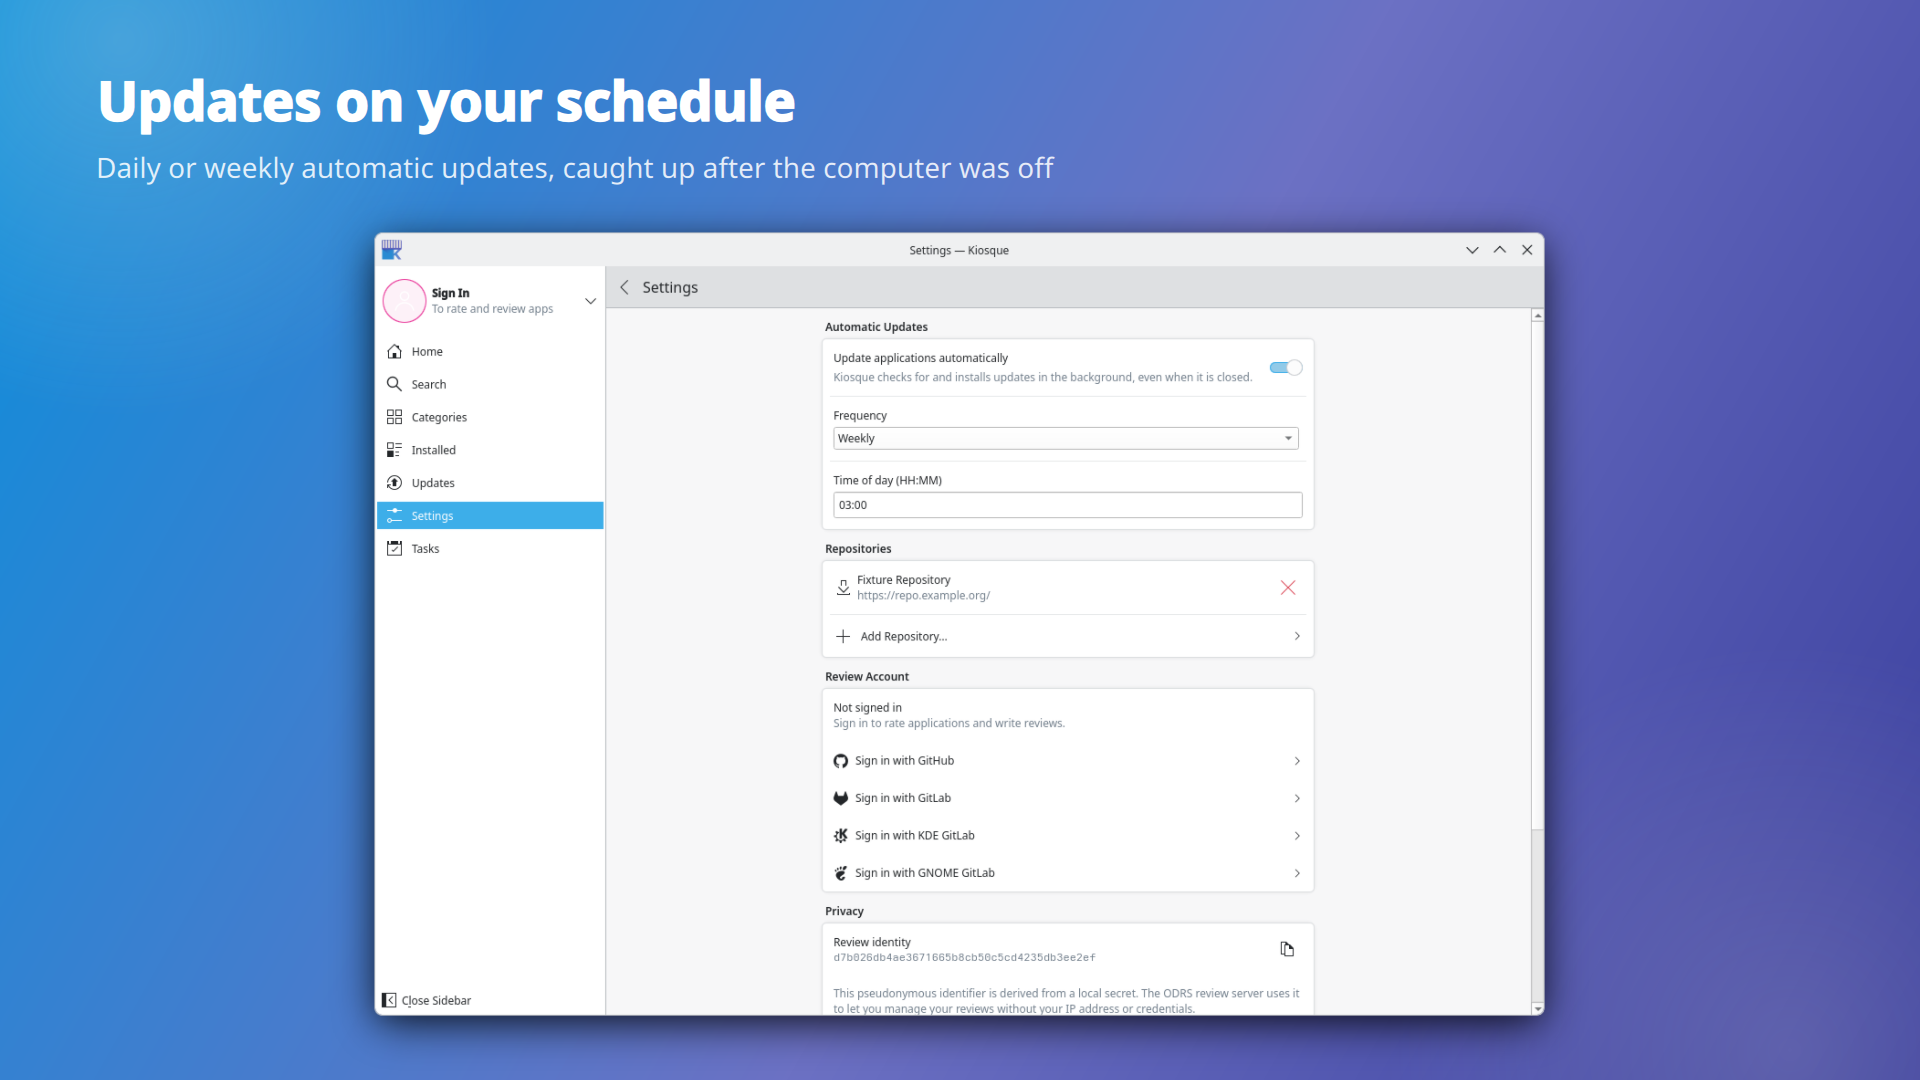 Updates on your schedule
Daily or weekly automatic updates, caught up after the computer was off
Settings — Kiosque
Sign In
To rate and review apps
Home
Search
Categories
Installed
Updates
Settings
Tasks
Close Sidebar
Settings
Automatic Updates
Update applications automatically
Kiosque checks for and installs updates in the background, even when it is closed.
Frequency
Weekly
Time of day (HH:MM)
03:00
Repositories
Fixture Repository
https://repo.example.org/
Add Repository...
Review Account
Not signed in
Sign in to rate applications and write reviews.
Sign in with GitHub
Sign in with GitLab
Sign in with KDE GitLab
Sign in with GNOME GitLab
Privacy
Review identity
d7b026db4ae3671665b8cb50c5cd4235db3ee2ef
This pseudonymous identifier is derived from a local secret. The ODRS review server uses it
to let you manage your reviews without your IP address or credentials.